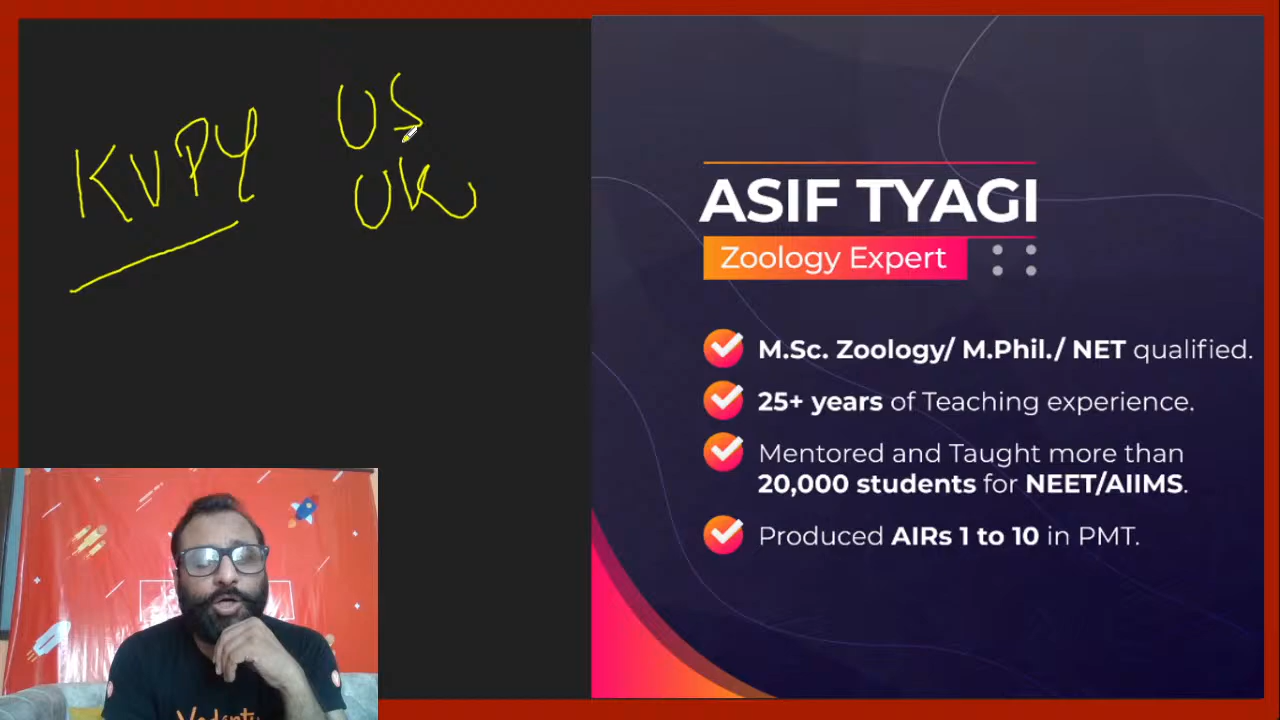 KVPY
US
UK
ASIF TYAGI
Zoology Expert
M.Sc. Zoology/ M.Phil./ NET qualified.
25+ years of Teaching experience.
Mentored and Taught more than
20,000 students for NEET/AIIMS.
Produced AIRs 1 to 10 in PMT.